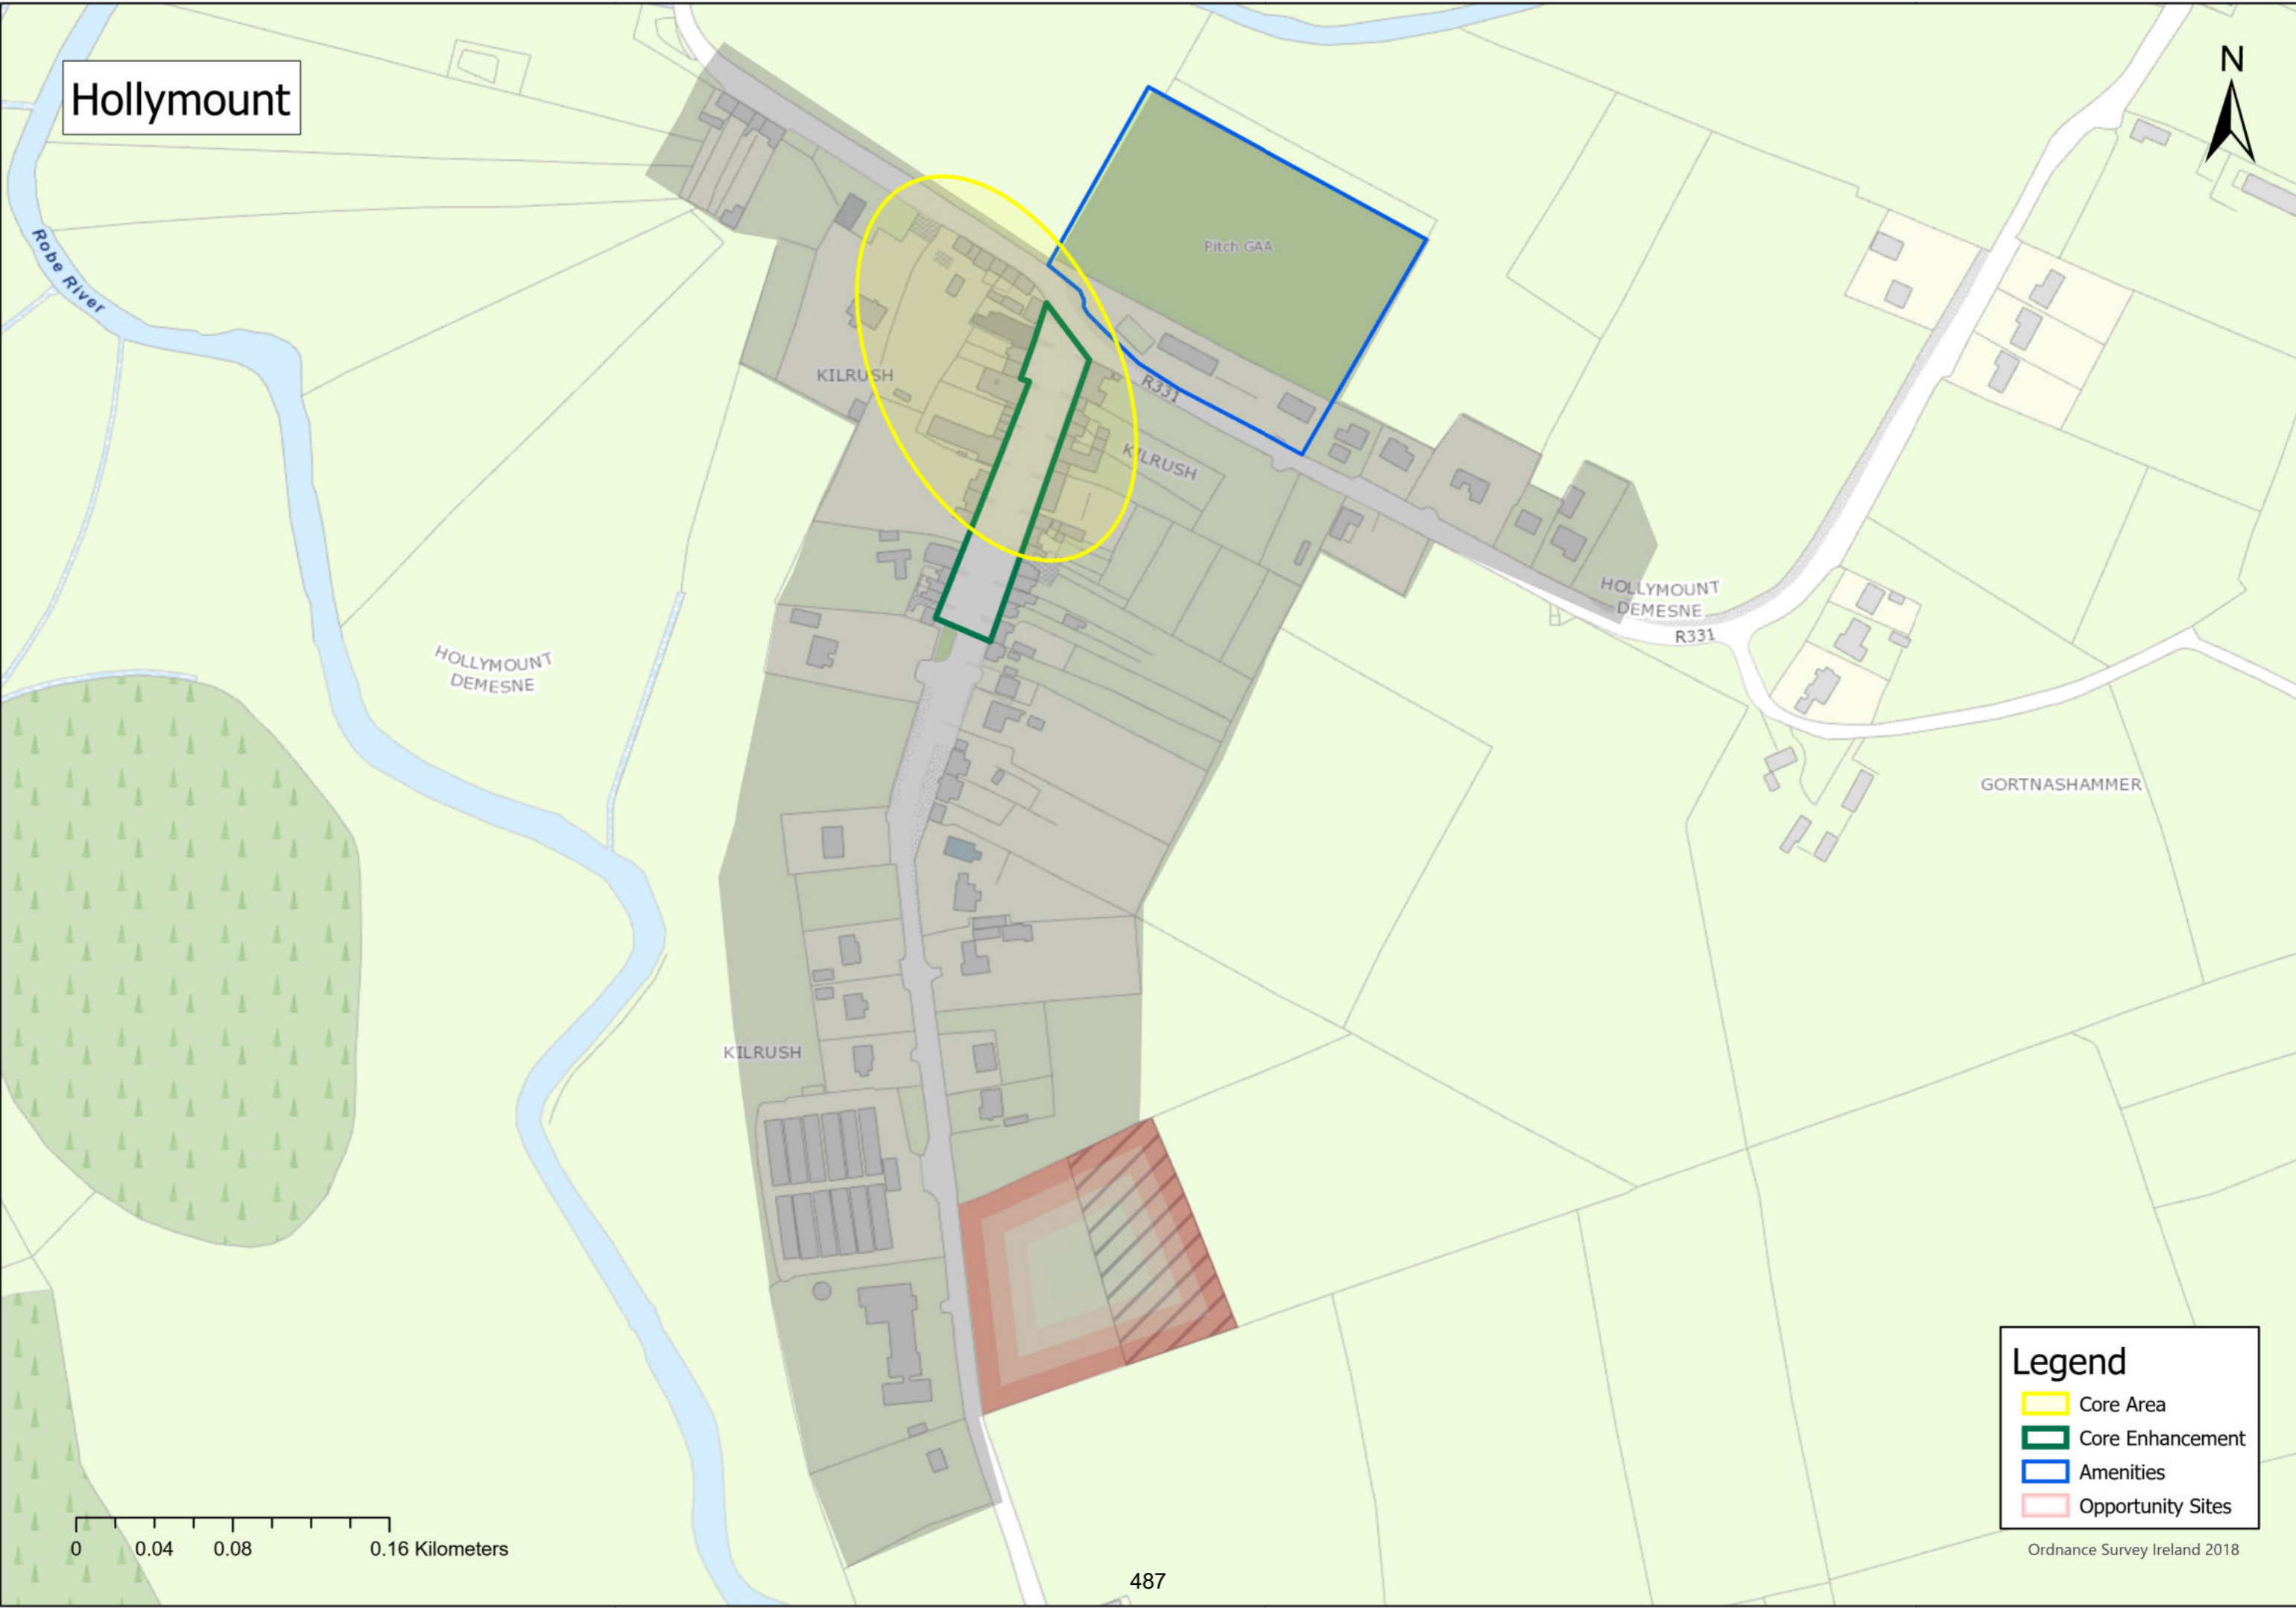 Hollymount
N
Robe River
Pitch GAA
KILRUSH
R331
KILRUSH
HOLLYMOUNT
DEMESNE
R331
HOLLYMOUNT
DEMESNE
GORTNASHAMMER
KILRUSH
Legend
Core Area
Core Enhancement
Amenities
Opportunity Sites
Ordnance Survey Ireland 2018
0 0.04 0.08 0.16 Kilometers
487